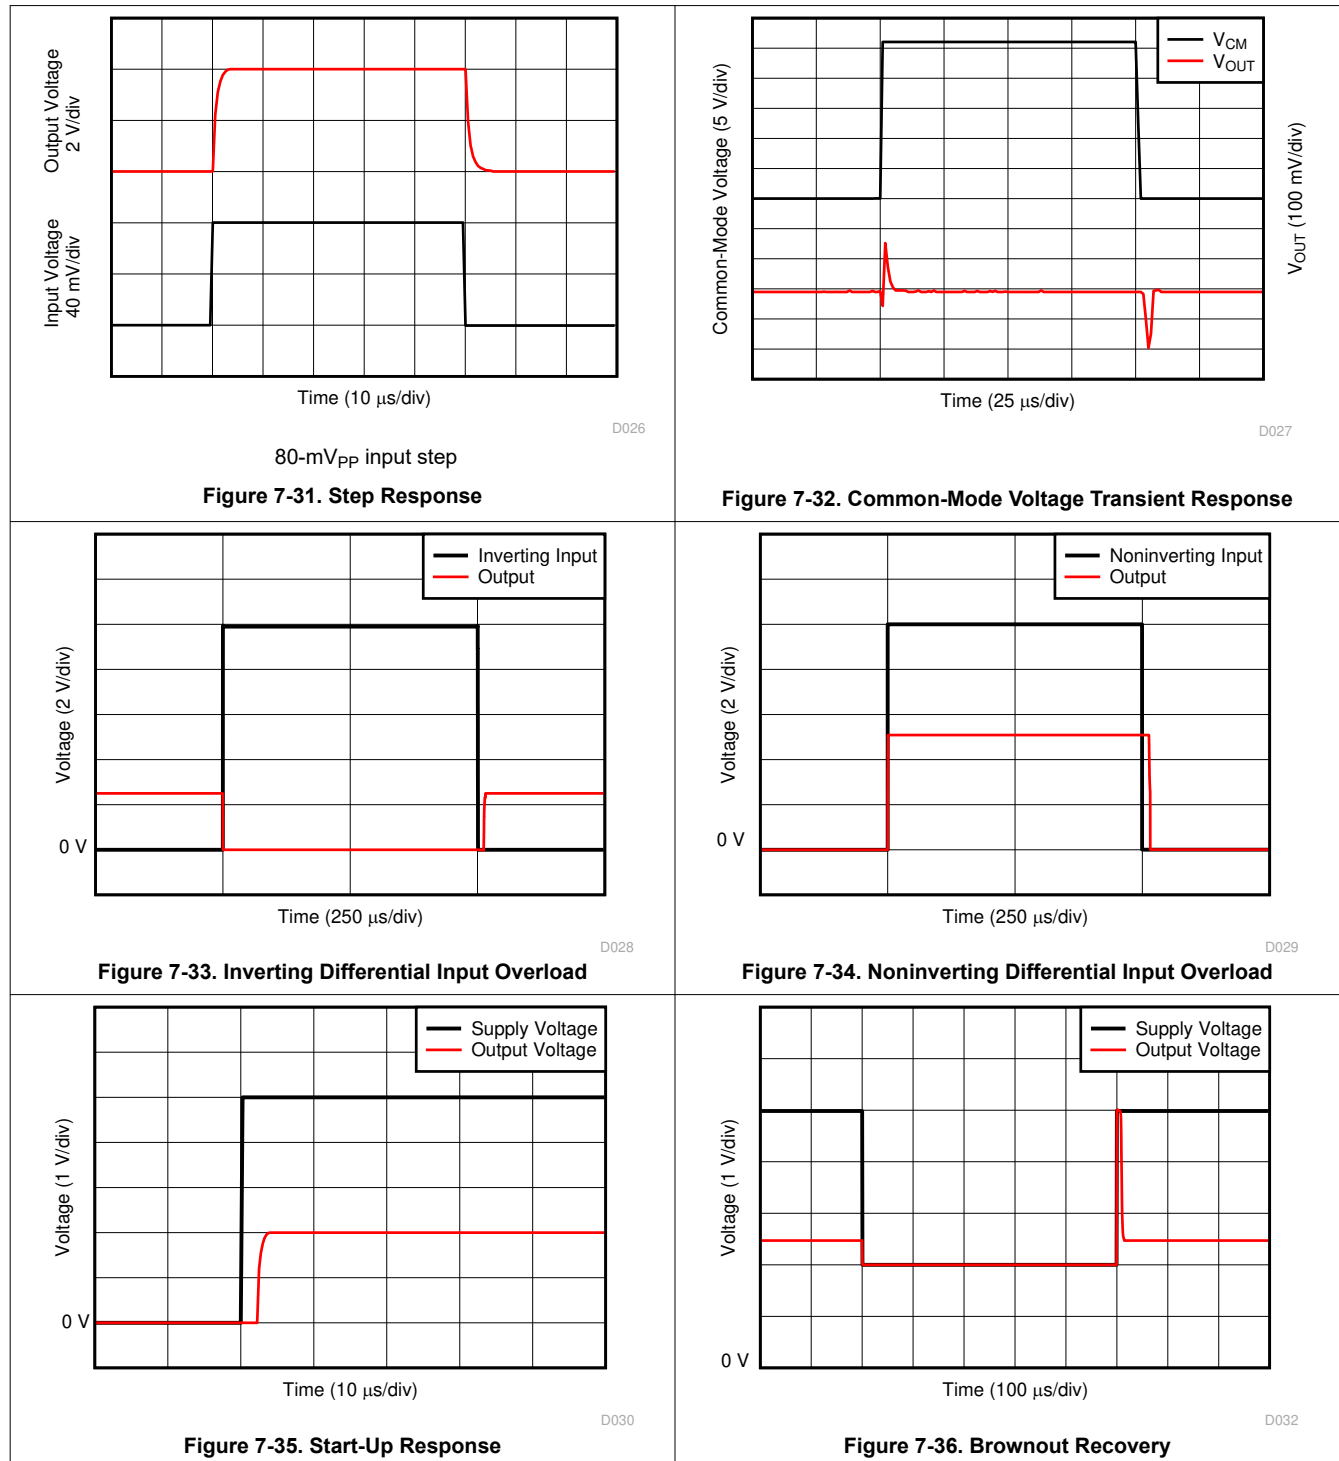 Output Voltage
2 V/div
Input Voltage
40 mV/div
Time (10 μs/div)
D026
80-mVPP input step
Figure 7-31. Step Response
VCM
VOUT
Common-Mode Voltage (5 V/div)
VOUT (100 mV/div)
Time (25 μs/div)
D027
Figure 7-32. Common-Mode Voltage Transient Response
Inverting Input
Output
Voltage (2 V/div)
0 V
Time (250 μs/div)
D028
Figure 7-33. Inverting Differential Input Overload
Noninverting Input
Output
Voltage (2 V/div)
0 V
Time (250 μs/div)
D029
Figure 7-34. Noninverting Differential Input Overload
Supply Voltage
Output Voltage
Voltage (1 V/div)
0 V
Time (10 μs/div)
D030
Figure 7-35. Start-Up Response
Supply Voltage
Output Voltage
Voltage (1 V/div)
0 V
Time (100 μs/div)
D032
Figure 7-36. Brownout Recovery